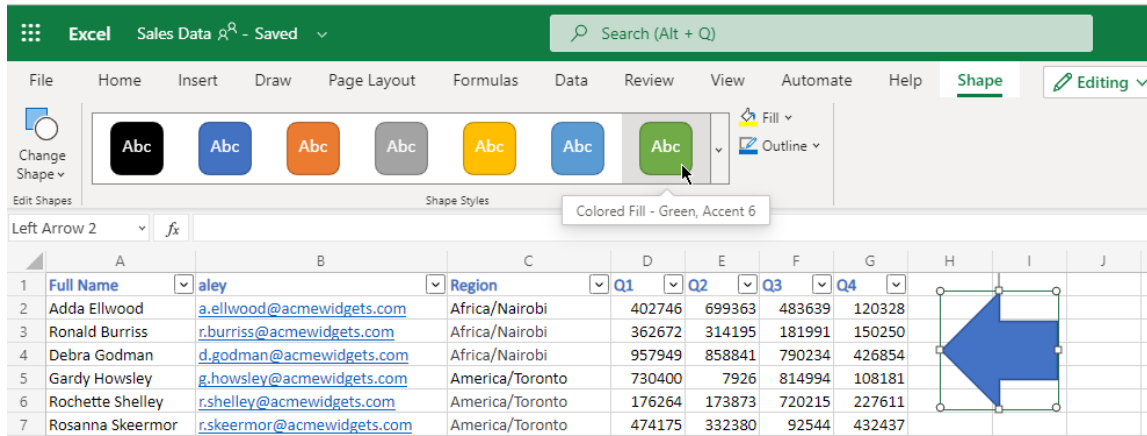 Excel Sales Data - Saved Search (Alt + Q)
File Home Insert Draw Page Layout Formulas Data Review View Automate Help Shape Editing
Change Shape
Abc Abc Abc Abc Abc Abc Abc
Fill
Outline
Edit Shapes Shape Styles
Colored Fill - Green, Accent 6
Left Arrow 2 fx
A B C D E F G H I J
1 Full Name aley Region Q1 Q2 Q3 Q4
2 Adda Ellwood a.ellwood@acmewidgets.com Africa/Nairobi 402746 699363 483639 120328
3 Ronald Burriss r.burriss@acmewidgets.com Africa/Nairobi 362672 314195 181991 150250
4 Debra Godman d.godman@acmewidgets.com Africa/Nairobi 957949 858841 790234 426854
5 Gardy Howsley g.howsley@acmewidgets.com America/Toronto 730400 7926 814994 108181
6 Rochette Shelley r.shelley@acmewidgets.com America/Toronto 176264 173873 720215 227611
7 Rosanna Skeermor r.skeermor@acmewidgets.com America/Toronto 474175 332380 92544 432437